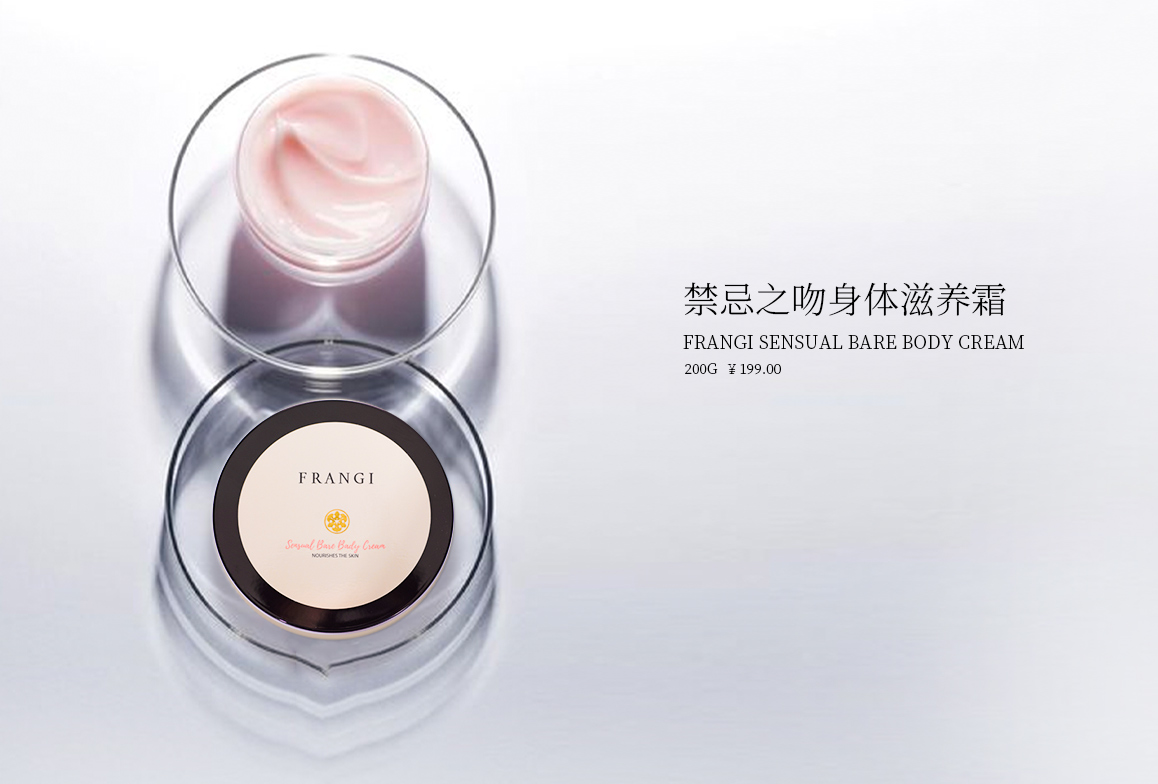 禁忌之吻身体滋养霜
FRANGI SENSUAL BARE BODY CREAM
200G ¥ 199.00
FRANGI
Sensual Bare Body Cream
NOURISHES THE SKIN